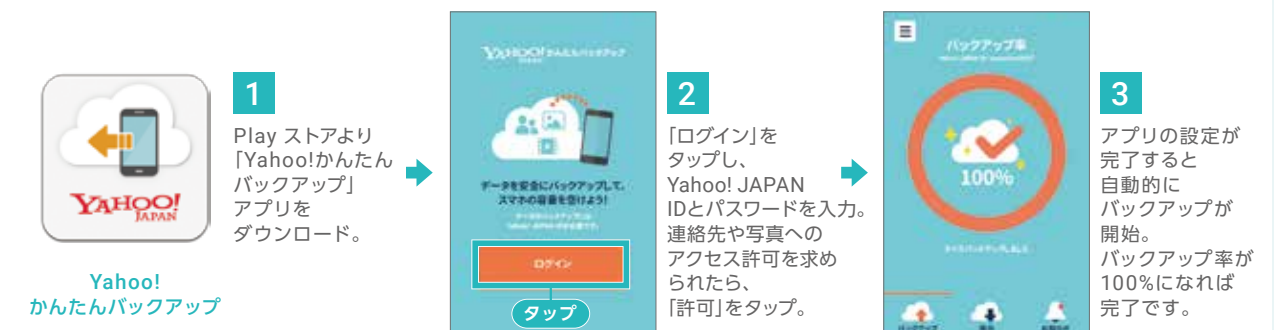 YAHOO!
JAPAN
Yahoo!
かんたんバックアップ
1
Play ストアより
「Yahoo!かんたん
バックアップ」
アプリを
ダウンロード。
YAHOO!かんたんバックアップ
JAPAN
データを安全にバックアップして、
スマホの容量を空けよう!
ログイン
タップ
2
「ログイン」を
タップし、
Yahoo! JAPAN
IDとパスワードを入力。
連絡先や写真への
アクセス許可を求め
られたら、
「許可」をタップ。
バックアップ率
100%
バックアップ
3
アプリの設定が
完了すると
自動的に
バックアップが
開始。
バックアップ率が
100%になれば
完了です。